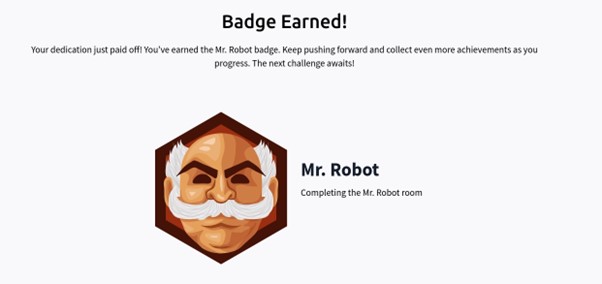 Badge Earned!
Your dedication just paid off! You've earned the Mr. Robot badge. Keep pushing forward and collect even more achievements as you
progress. The next challenge awaits!
Mr. Robot
Completing the Mr. Robot room